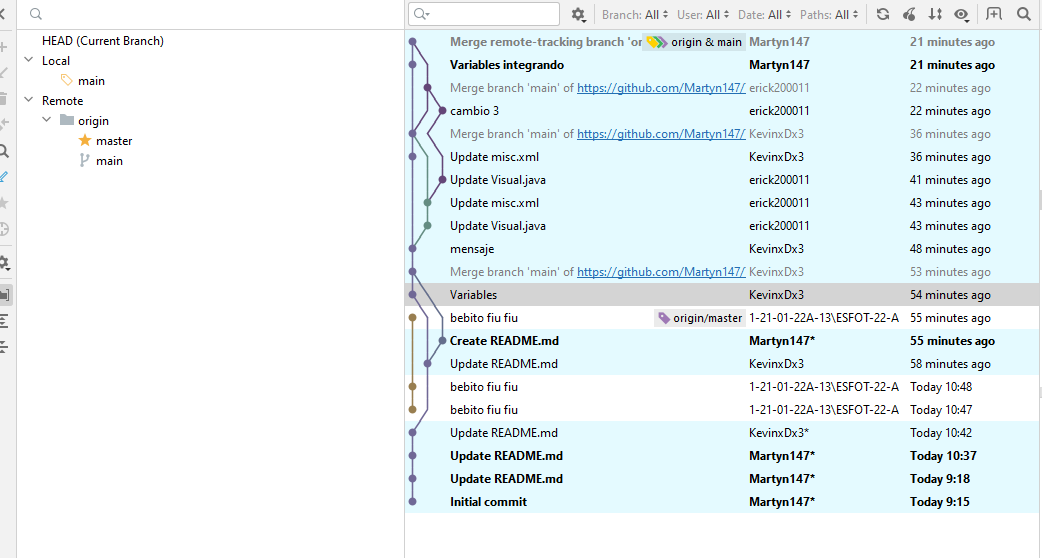 Branch: All User: All Date: All Paths: All
HEAD (Current Branch)
Local
main
Remote
origin
master
main
Merge remote-tracking branch 'or origin & main Martyn147 21 minutes ago
Variables integrando Martyn147 21 minutes ago
Merge branch 'main' of https://github.com/Martyn147/ erick200011 22 minutes ago
cambio 3 erick200011 22 minutes ago
Merge branch 'main' of https://github.com/Martyn147/ KevinxDx3 36 minutes ago
Update misc.xml KevinxDx3 36 minutes ago
Update Visual.java erick200011 41 minutes ago
Update misc.xml erick200011 43 minutes ago
Update Visual.java erick200011 43 minutes ago
mensaje KevinxDx3 48 minutes ago
Merge branch 'main' of https://github.com/Martyn147/ KevinxDx3 53 minutes ago
Variables KevinxDx3 54 minutes ago
bebito fiu fiu origin/master 1-21-01-22A-13\ESFOT-22-A 55 minutes ago
Create README.md Martyn147* 55 minutes ago
Update README.md KevinxDx3 58 minutes ago
bebito fiu fiu 1-21-01-22A-13\ESFOT-22-A Today 10:48
bebito fiu fiu 1-21-01-22A-13\ESFOT-22-A Today 10:47
Update README.md KevinxDx3* Today 10:42
Update README.md Martyn147* Today 10:37
Update README.md Martyn147* Today 9:18
Initial commit Martyn147* Today 9:15